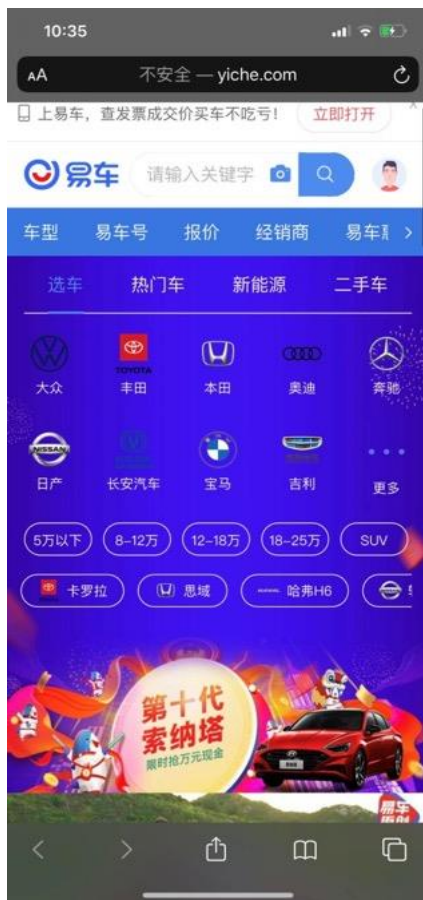 10:35
AA
不安全 — yiche.com
上易车，查发票成交价买车不吃亏！
立即打开
易车
请输入关键字
车型 易车号 报价 经销商
选车 热门车 新能源 二手车
TOYOTA
大众 丰田 本田 奥迪 奔驰
NISSAN
日产 长安汽车 宝马 吉利 更多
5万以下 8–12万 12–18万 18–25万 SUV
卡罗拉 思域 哈弗H6
第十代
索纳塔
限时抢万元现金
易车
原创